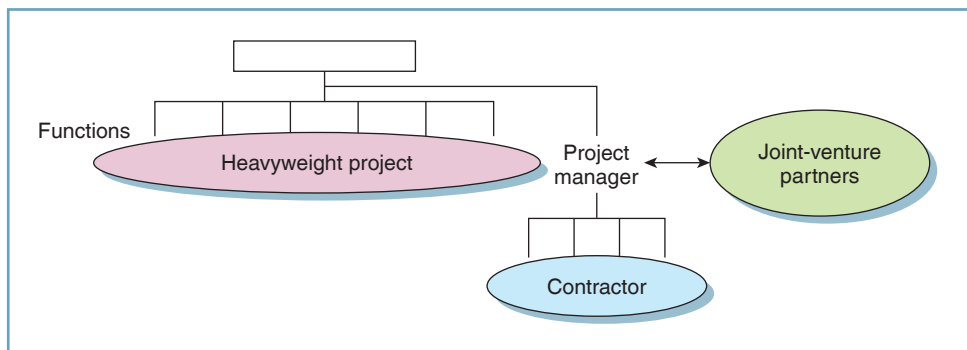 Functions
Heavyweight project
Project
manager
Joint-venture
partners
Contractor